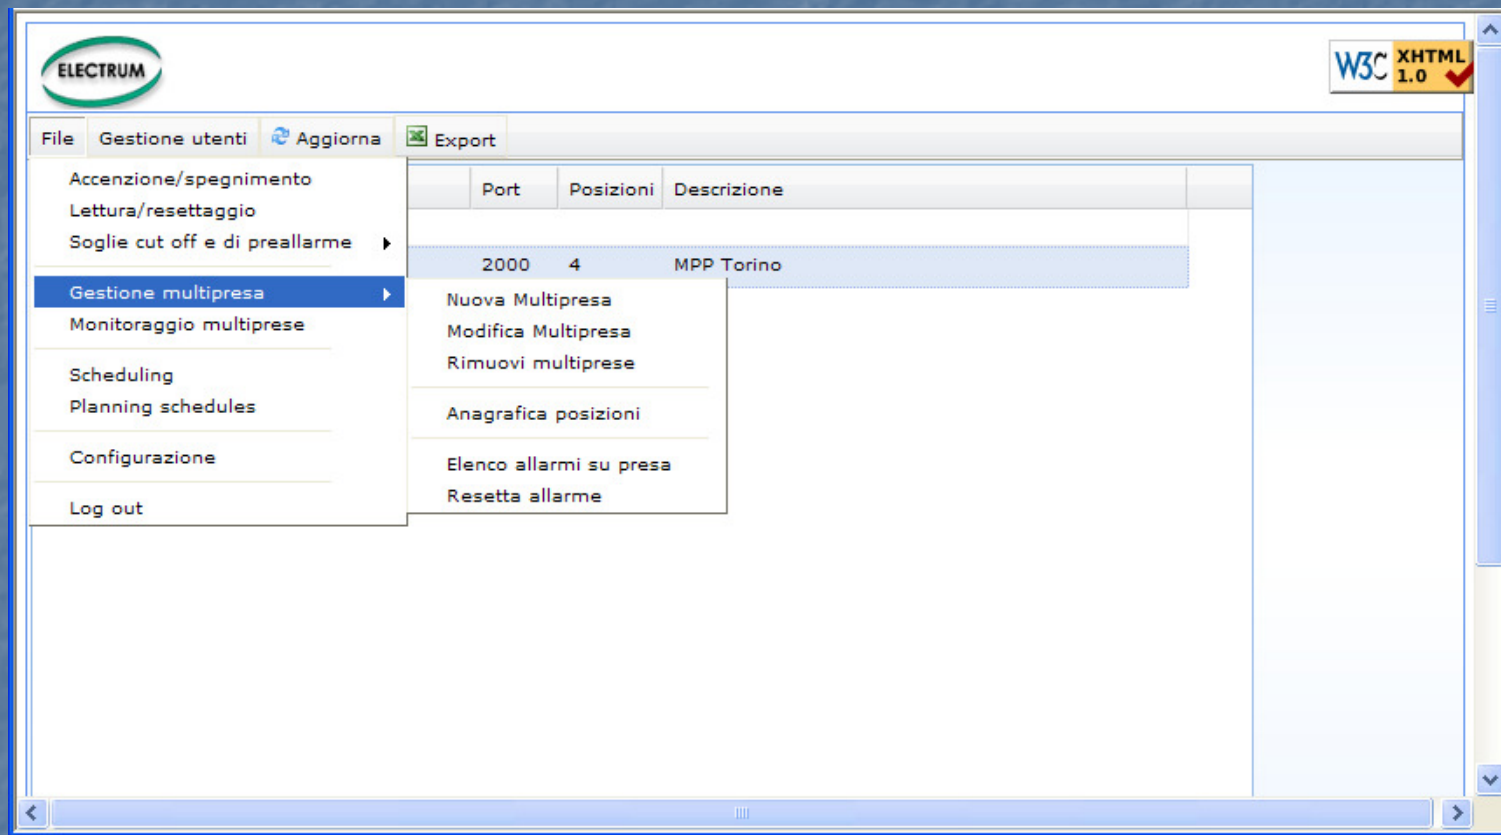 ELECTRUM
W3C XHTML 1.0
File Gestione utenti Aggiorna Export
Accenzione/spegnimento
Lettura/resettaggio
Soglie cut off e di preallarme
Gestione multipresa
Monitoraggio multiprese
Scheduling
Planning schedules
Configurazione
Log out
Port Posizioni Descrizione
2000 4 MPP Torino
Nuova Multipresa
Modifica Multipresa
Rimuovi multiprese
Anagrafica posizioni
Elenco allarmi su presa
Resetta allarme